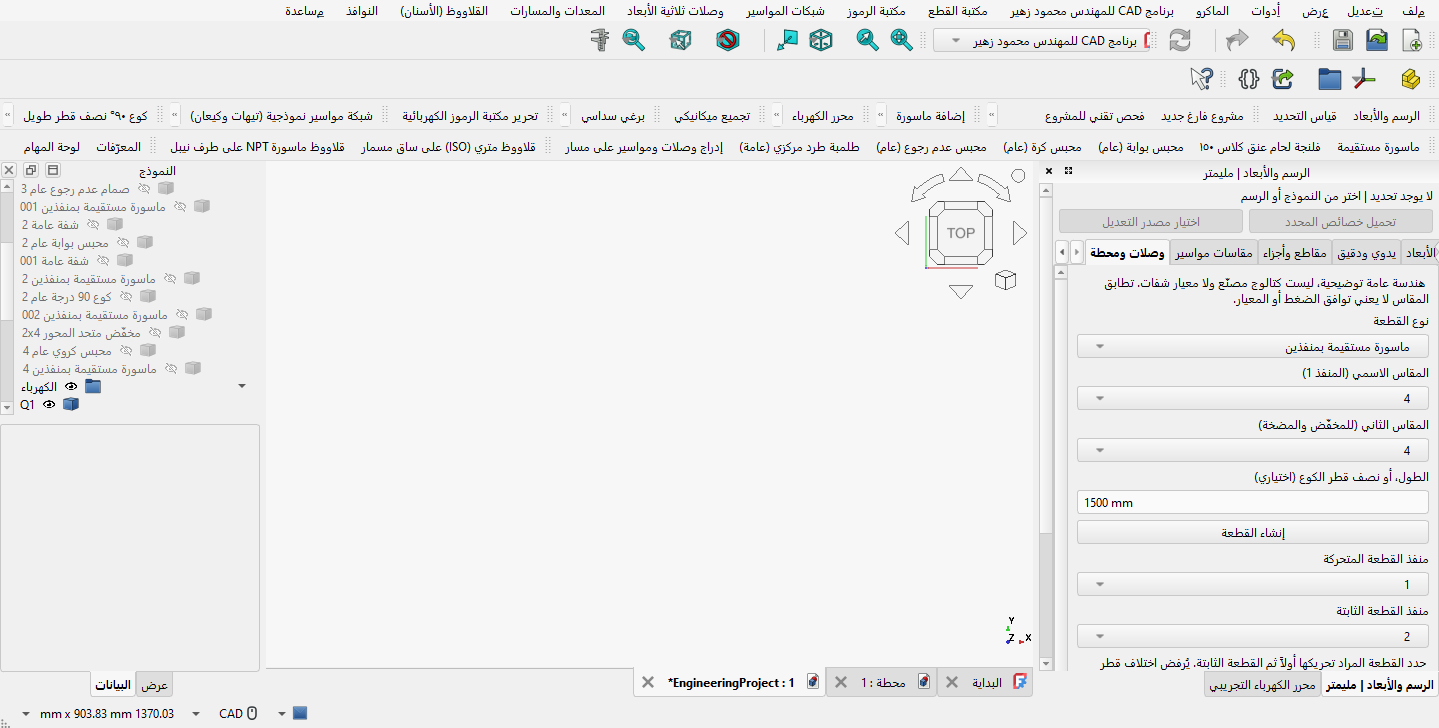 ملف تعديل عرض أدوات الماكرو برنامج CAD للمهندس محمود زهير مكتبة القطع مكتبة الرموز شبكات المواسير وصلات ثلاثية الأبعاد المعدات والمسارات القلاووظ (الأسنان) النوافذ مساعدة
برنامج CAD للمهندس محمود زهير
الرسم والأبعاد قياس التحديد مشروع فارغ جديد فحص تقني للمشروع إضافة ماسورة محرر الكهرباء تجميع ميكانيكي برغي سداسي تحرير مكتبة الرموز الكهربائية شبكة مواسير نموذجية (تيهات وكيعان) كوع ٩٠° نصف قطر طويل
ماسورة مستقيمة فلنجة لحام عنق كلاس ١٥٠ محبس بوابة (عام) محبس كرة (عام) محبس عدم رجوع (عام) طلمبة طرد مركزي (عامة) إدراج وصلات ومواسير على مسار قلاووظ متري (ISO) على ساق مسمار قلاووظ ماسورة NPT على طرف نيبل المعرّفات لوحة المهام
الرسم والأبعاد | مليمتر
لا يوجد تحديد | اختر من النموذج أو الرسم
تحميل خصائص المحدد
اختيار مصدر التعديل
الأبعاد يدوي ودقيق مقاطع وأجزاء مقاسات مواسير وصلات ومحطة
هندسة عامة توضيحية، ليست كتالوج مصنّع ولا معيار شفات. تطابق
المقاس لا يعني توافق الضغط أو المعيار.
نوع القطعة
ماسورة مستقيمة بمنفذين
المقاس الاسمي (المنفذ 1)
4
المقاس الثاني (للمخفّض والمضخة)
4
الطول، أو نصف قطر الكوع (اختياري)
1500 mm
إنشاء القطعة
منفذ القطعة المتحركة
1
منفذ القطعة الثابتة
2
حدد القطعة المراد تحريكها أولاً ثم القطعة الثابتة. يُرفض اختلاف قطر
الرسم والأبعاد | مليمتر محرر الكهرباء التجريبي
TOP
Y
Z X
النموذج
صمام عدم رجوع عام 3
ماسورة مستقيمة بمنفذين 001
شفة عامة 2
محبس بوابة عام 2
شفة عامة 001
ماسورة مستقيمة بمنفذين 2
كوع 90 درجة عام 2
ماسورة مستقيمة بمنفذين 002
مخفّض متحد المحور 2x4
محبس كروي عام 4
ماسورة مستقيمة بمنفذين 4
الكهرباء
Q1
عرض البيانات
البداية
محطة : 1
EngineeringProject : 1*
CAD
1370.03 mm x 903.83 mm